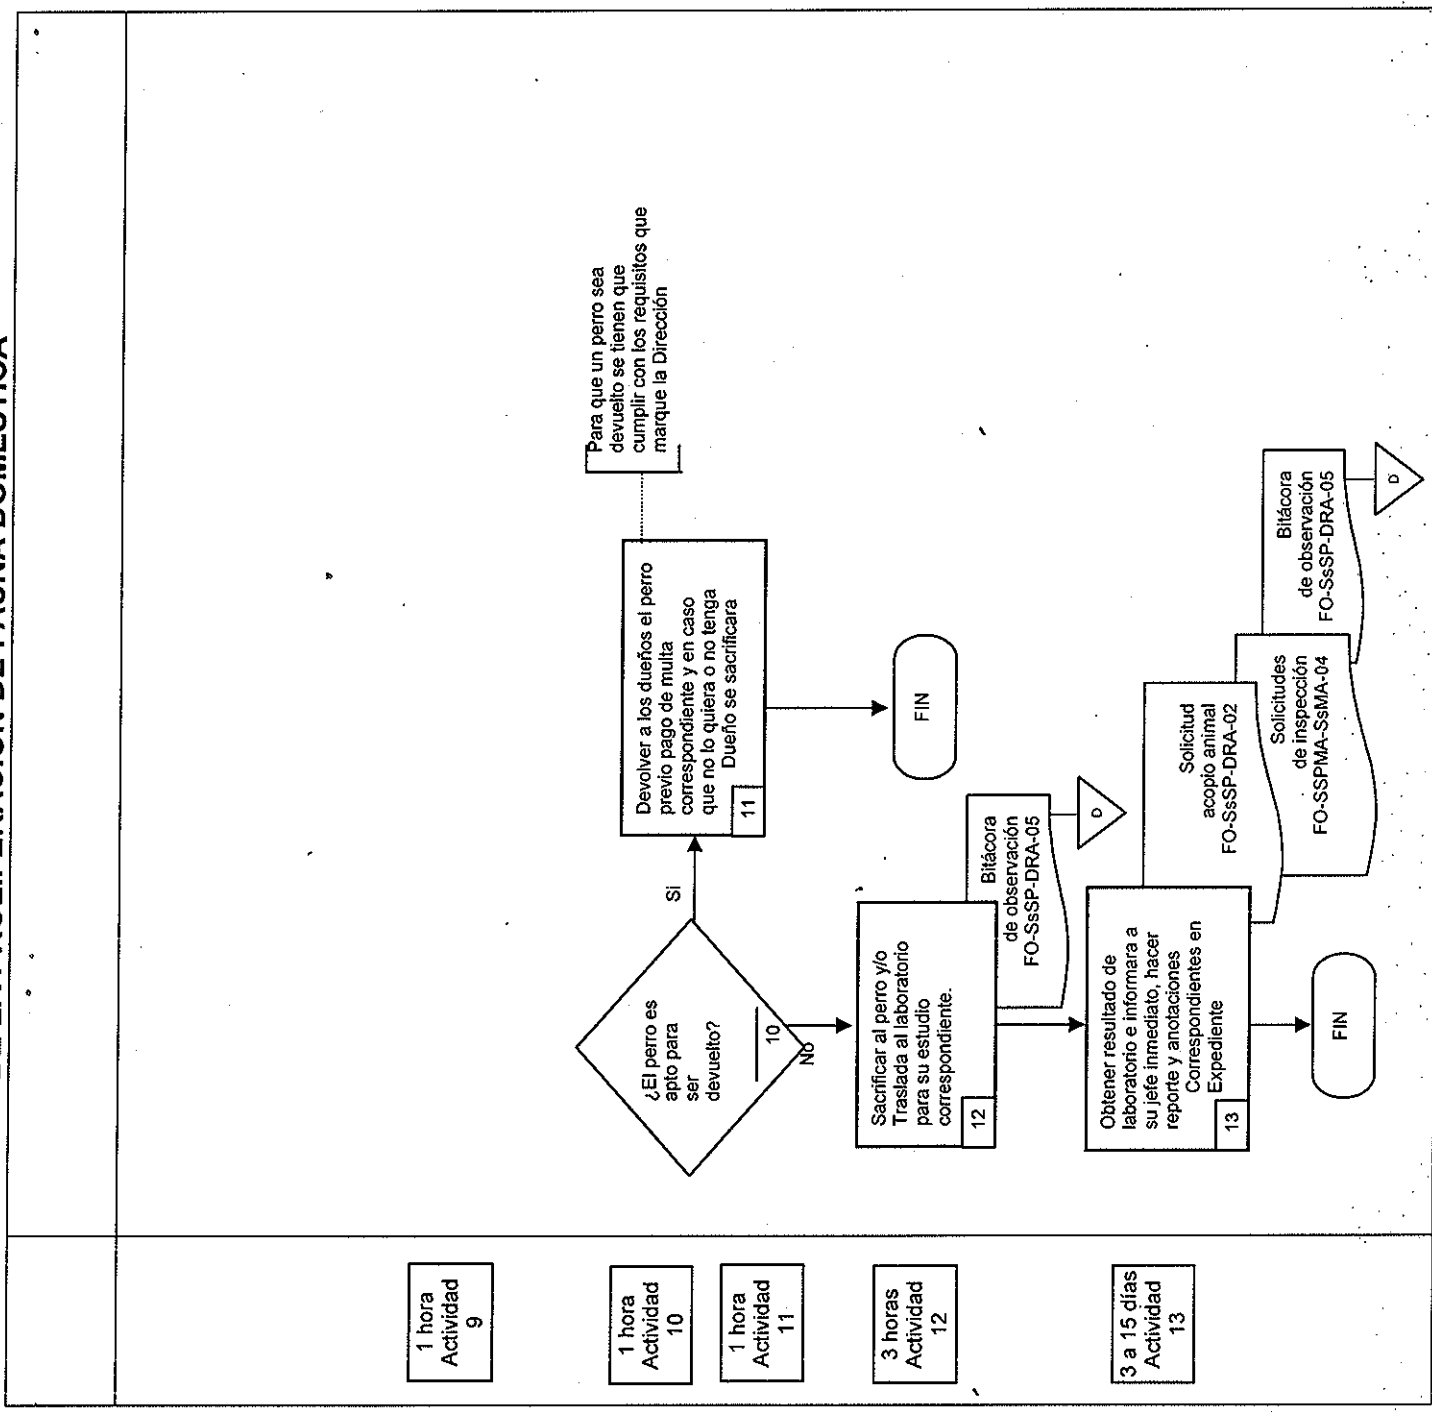 FAUNA DOMESTICA
1 hora
Actividad
9
1 hora
Actividad
10
1 hora
Actividad
11
3 horas
Actividad
12
3 a 15 días
Actividad
13
¿El perro es
apto para
ser
devuelto?
10
Si
No
Devolver a los dueños el perro
previo pago de multa
correspondiente y en caso
que no lo quiera o no tenga
Dueño se sacrificara
11
Para que un perro sea
devuelto se tienen que
cumplir con los requisitos que
marque la Dirección
FIN
Sacrificar al perro y/o
Traslada al laboratorio
para su estudio
correspondiente.
12
Bitácora
de observación
FO-SsSP-DRA-05
D
Obtener resultado de
laboratorio e informara a
su jefe inmediato, hacer
reporte y anotaciones
Correspondientes en
Expediente
13
Solicitud
acopio animal
FO-SsSP-DRA-02
Solicitudes
de inspección
FO-SSPMA-SsMA-04
Bitácora
de observación
FO-SsSP-DRA-05
D
FIN